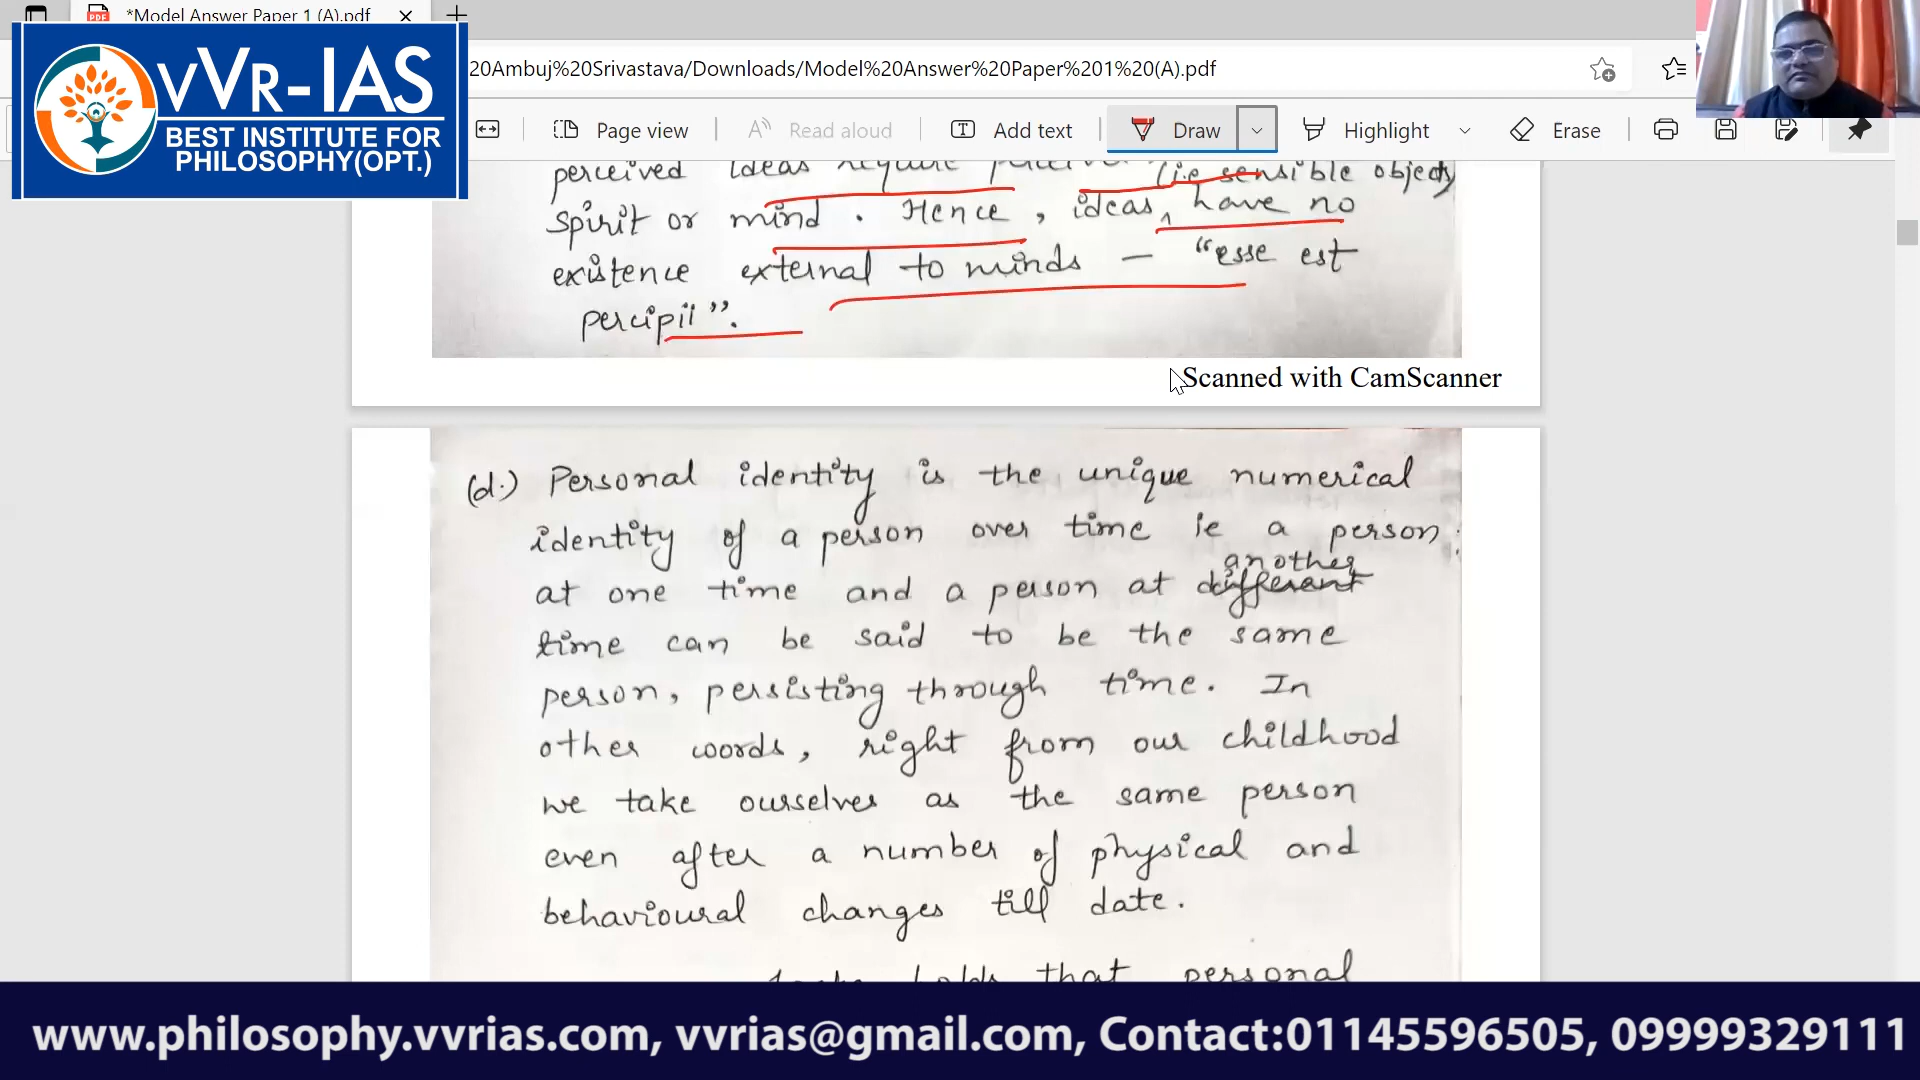 *Model Answer Paper 1 (A).pdf
vVR-IAS
BEST INSTITUTE FOR
PHILOSOPHY(OPT.)
20Ambuj%20Srivastava/Downloads/Model%20Answer%20Paper%201%20(A).pdf
Page view
Read aloud
Add text
Draw
Highlight
Erase
perceived ideas require (i.e sensible objects
spirit or mind. Hence, ideas, have no
existence external to minds — "esse est
percipii".
Scanned with CamScanner
(d.) Personal identity is the unique numerical
identity of a person over time ie a person
another
at one time and a person at different
time can be said to be the same
person, persisting through time. In
other words, right from our childhood
we take ourselves as the same person
even after a number of physical and
behavioural changes till date.
holds that personal
www.philosophy.vvrias.com, vvrias@gmail.com, Contact:01145596505, 09999329111